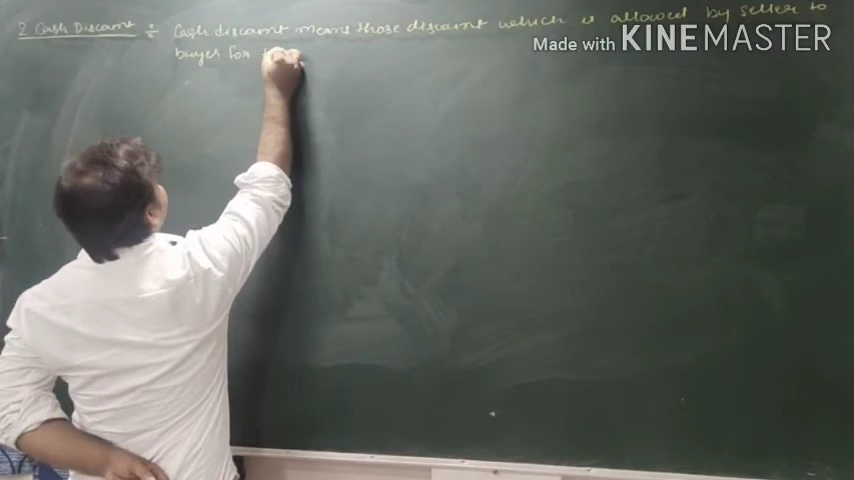 2 Cash Discount :- Cash discount means those discount which is allowed by seller to
buyer for
Made with KINEMASTER